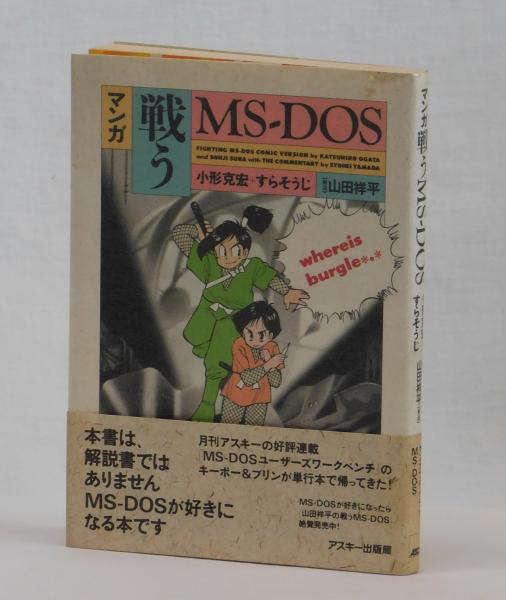 マンガ
戦う
MS-DOS
FIGHTING MS-DOS COMIC VERSION by KATSUHIRO OGATA
and SOHJI SURA with THE COMMENTARY by SYOHEI YAMADA
小形克宏+すらそうじ
山田祥平
whereis
burgle*.*
本書は、
解説書では
ありません
MS-DOSが好きに
なる本です
月刊アスキーの好評連載
「MS-DOSユーザーズワークベンチ」の
キーボー&プリンが単行本で帰ってきた!
MS-DOSが好きになったら
「山田祥平の戦うMS-DOS」
絶賛発売中!
アスキー出版局
マンガ 戦う MS-DOS
すらそうじ
山田祥平
MS-DOS